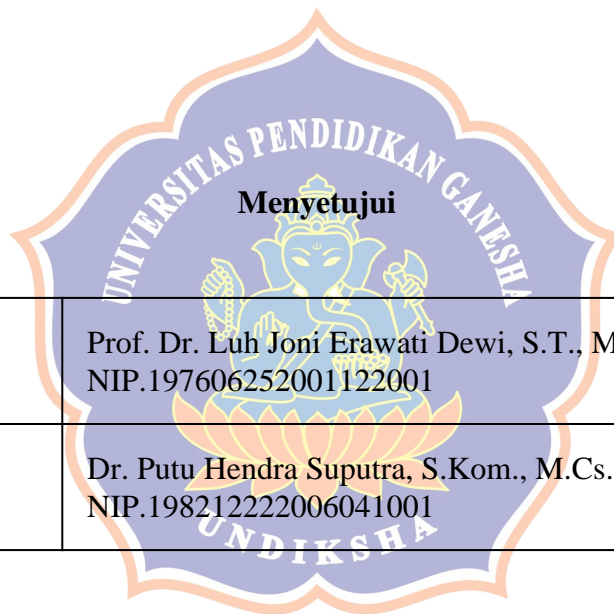 UNIVERSITAS PENDIDIKAN GANESHA
Menyetujui
Prof. Dr. Luh Joni Erawati Dewi, S.T., M
NIP.197606252001122001
Dr. Putu Hendra Suputra, S.Kom., M.Cs.
NIP.198212222006041001
UNDIKSHA